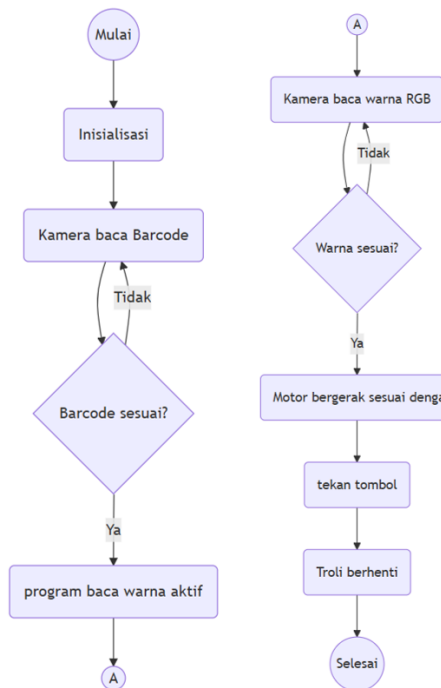 Mulai
Inisialisasi
Kamera baca Barcode
Tidak
Barcode sesuai?
Ya
program baca warna aktif
A
A
Kamera baca warna RGB
Tidak
Warna sesuai?
Ya
Motor bergerak sesuai denga
tekan tombol
Troli berhenti
Selesai